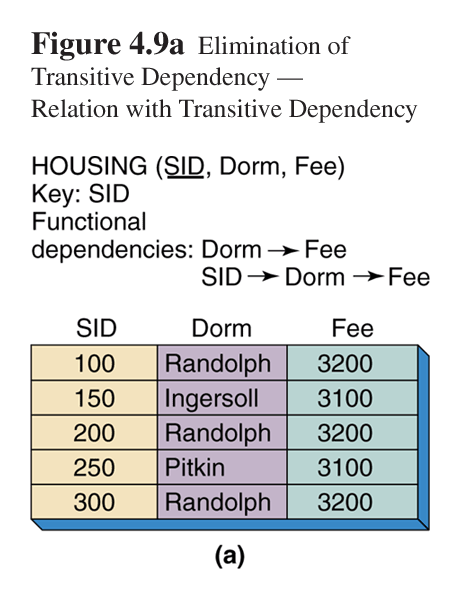 Figure 4.9a Elimination of
Transitive Dependency —
Relation with Transitive Dependency
HOUSING (SID, Dorm, Fee)
Key: SID
Functional
dependencies: Dorm → Fee
SID → Dorm → Fee
SID Dorm Fee
100 Randolph 3200
150 Ingersoll 3100
200 Randolph 3200
250 Pitkin 3100
300 Randolph 3200
(a)